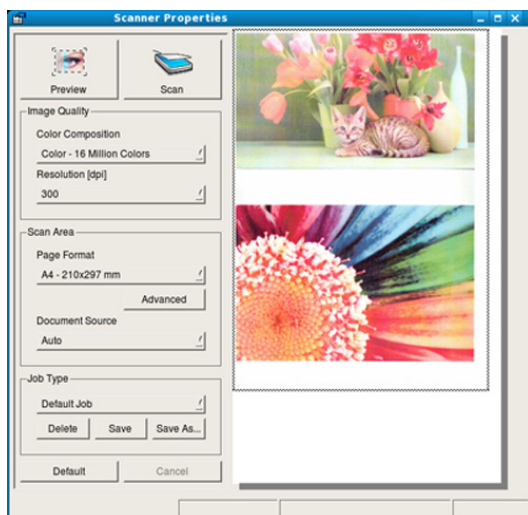 Scanner Properties
Preview
Scan
Image Quality
Color Composition
Color - 16 Million Colors
Resolution [dpi]
300
Scan Area
Page Format
A4 - 210x297 mm
Advanced
Document Source
Auto
Job Type
Default Job
Delete
Save
Save As...
Default
Cancel